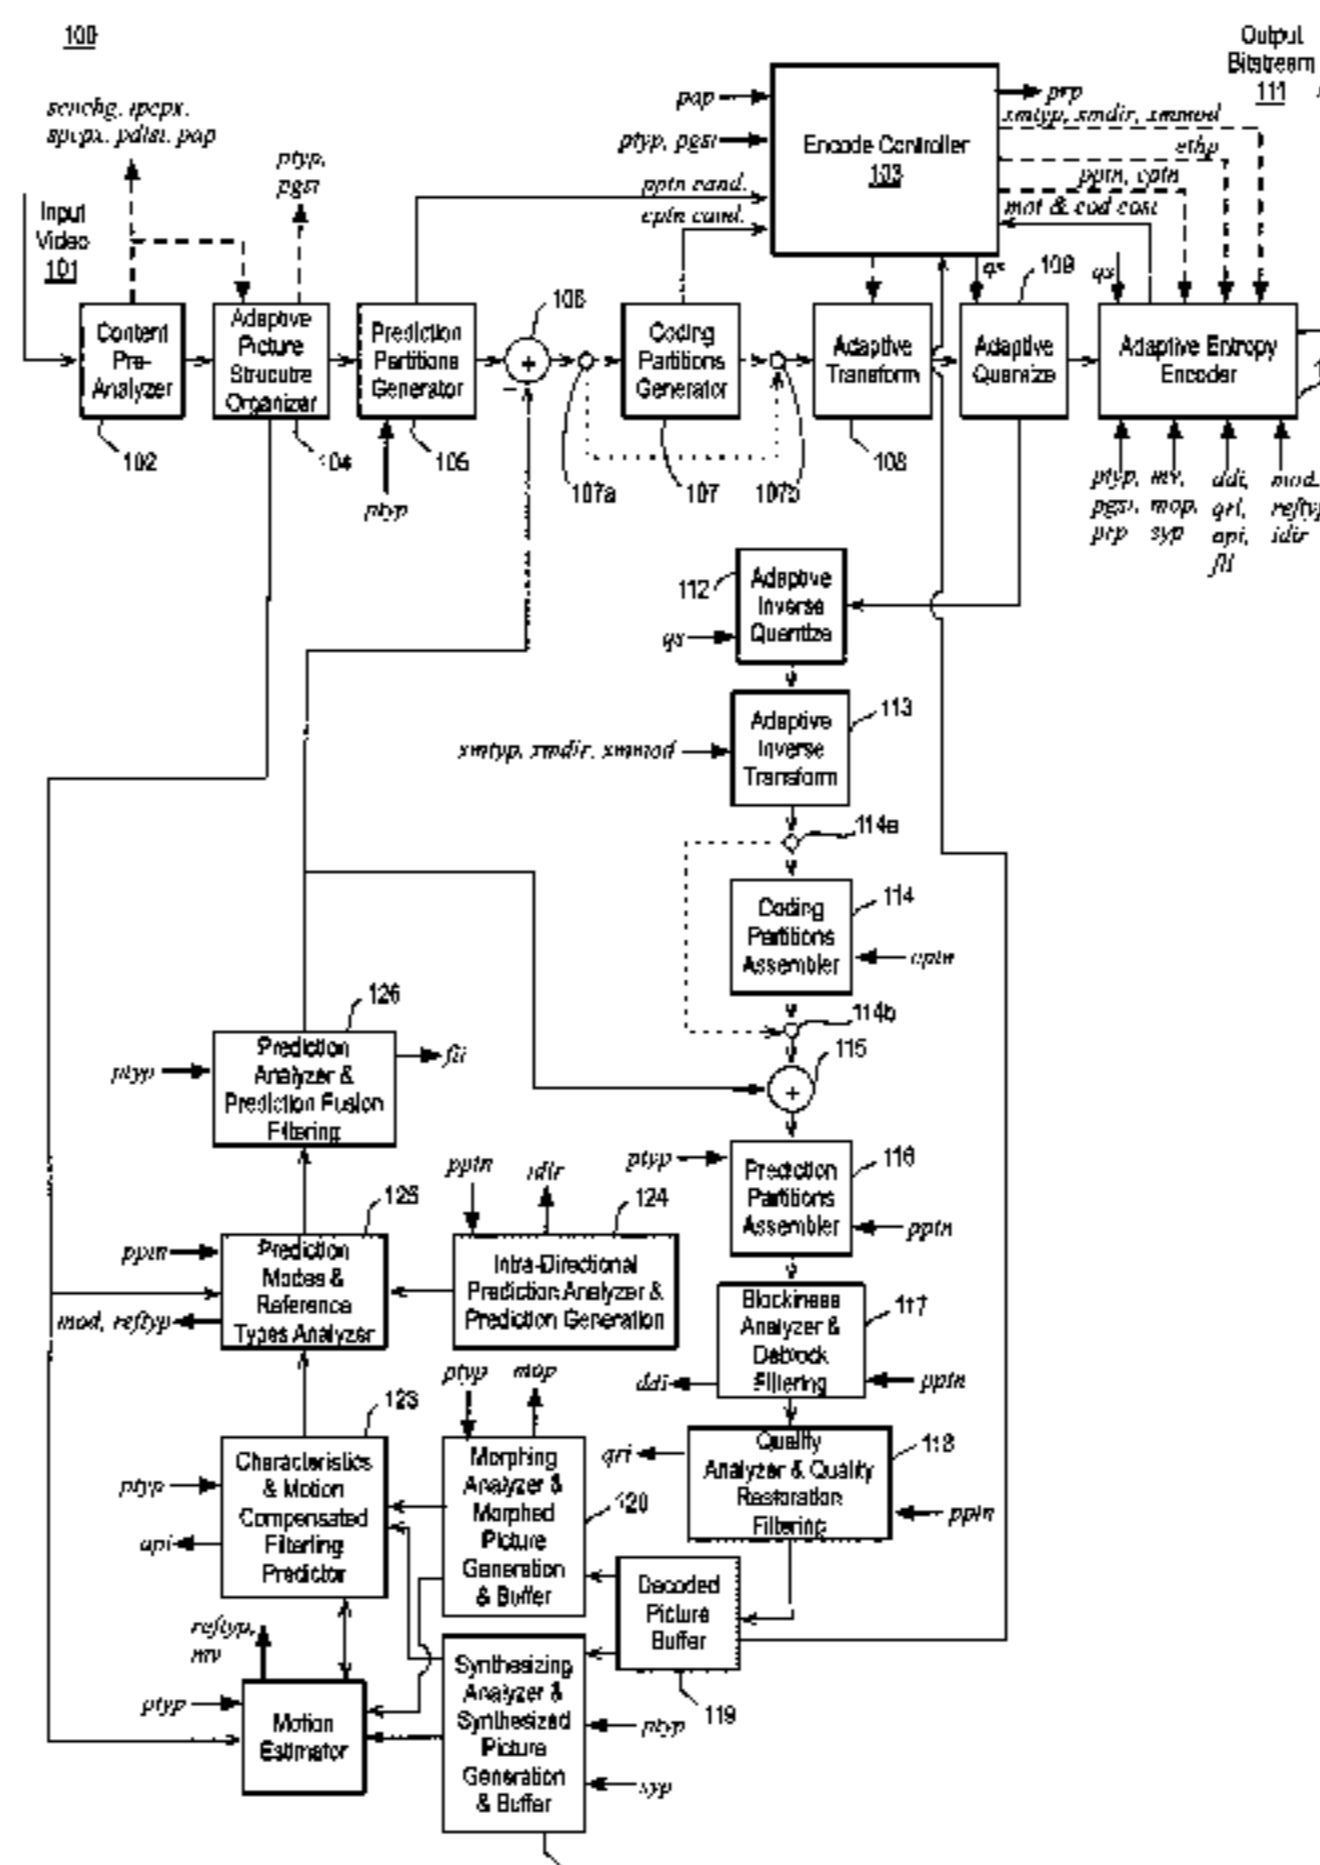 100
scnchg, tpcpx,
spcpx, pdist, pap
ptyp,
pgst
Input
Video
101
pap
ptyp, pgst
pptn cand.
cptn cand.
Encode Controller
103
prp
xmtyp, xmdir, xmmod
ethp
pptn, cptn
mot & cod cost
Output
Bitstream
111
qs
109
qs
Content
Pre-
Analyzer
102
Adaptive
Picture
Strucutre
Organizer
104
Prediction
Partitions
Generator
105
ptyp
106
+
107a
Coding
Partitions
Generator
107
107b
Adaptive
Transform
108
Adaptive
Quantize
Adaptive Entropy
Encoder
ptyp, mv, ddi, mod,
pgst, mop, qri,
prp syp api, idir
112
Adaptive
Inverse
Quantize
qs
113
Adaptive
Inverse
Transform
xmtyp, xmdir, xmmod
114a
114
Coding
Partitions
Assembler
cptn
114b
115
+
126
Prediction
Analyzer &
Prediction Fusion
Filtering
ptyp
fii
ptyp
116
Prediction
Partitions
Assembler
pptn
125
pptn
Prediction
Modes &
Reference
Types Analyzer
mod, reftyp
pptn
idir
124
Intra-Directional
Prediction Analyzer &
Prediction Generation
Blockiness
Analyzer &
Deblock
Filtering
117
ddi
pptn
123
Characteristics
& Motion
Compensated
Filtering
Predictor
ptyp
api
ptyp
mop
Morphing
Analyzer &
Morphed
Picture
Generation
& Buffer
120
qri
Quality
Analyzer & Quality
Restoration
Filtering
118
pptn
Decoded
Picture
Buffer
119
reftyp,
mv
ptyp
Motion
Estimator
Synthesizing
Analyzer &
Synthesized
Picture
Generation
& Buffer
ptyp
syp